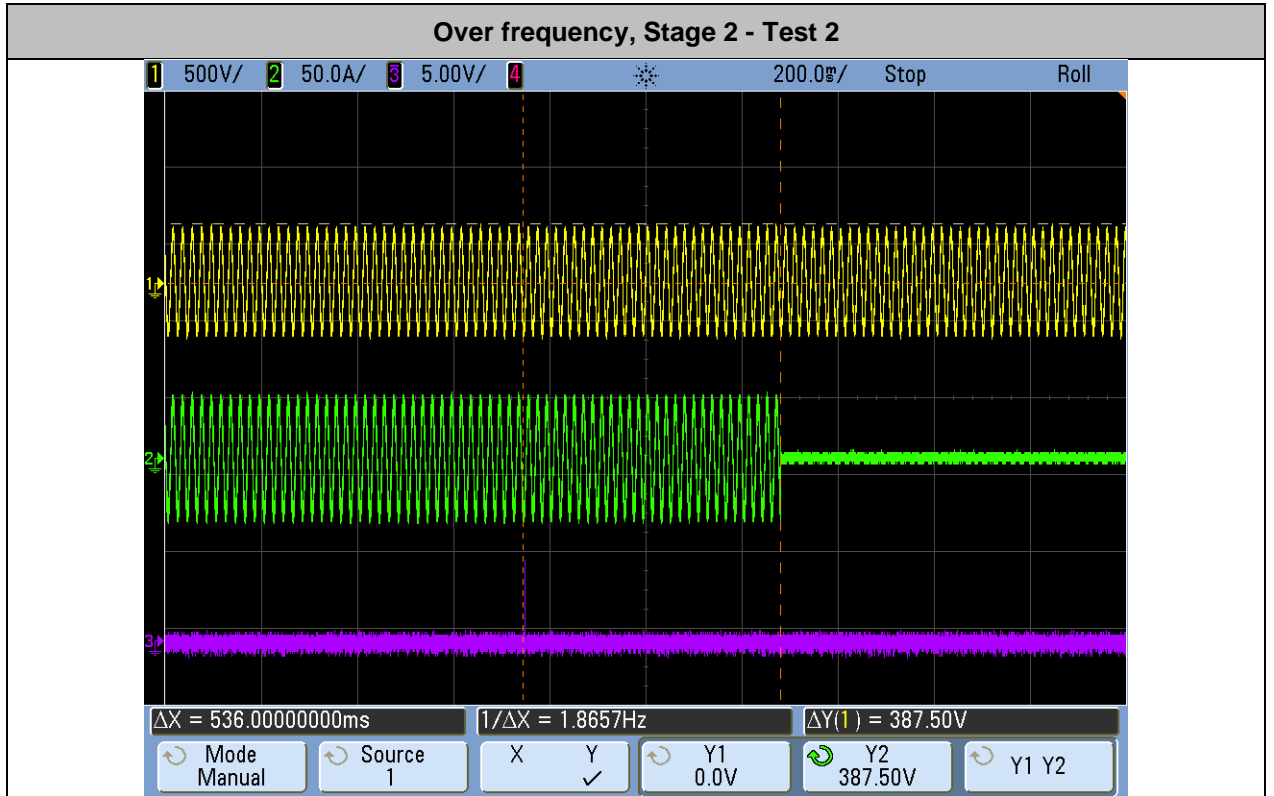 Over frequency, Stage 2 - Test 2
1 500V/ 2 50.0A/ 3 5.00V/ 4 200.0ms/ Stop Roll
1
2
3
ΔX = 536.00000000ms 1/ΔX = 1.8657Hz ΔY(1) = 387.50V
Mode Source X Y Y1 Y2 Y1 Y2
Manual 1 ✓ 0.0V 387.50V